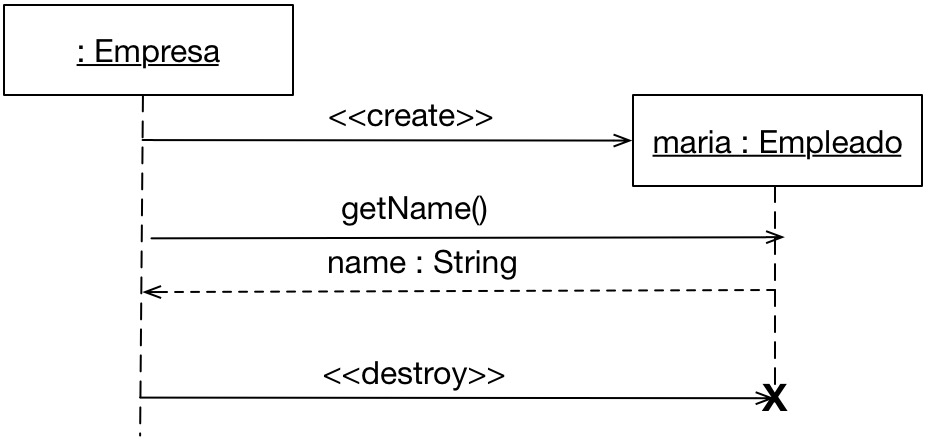 : Empresa
<<create>>
maria : Empleado
getName()
name : String
<<destroy>>
X